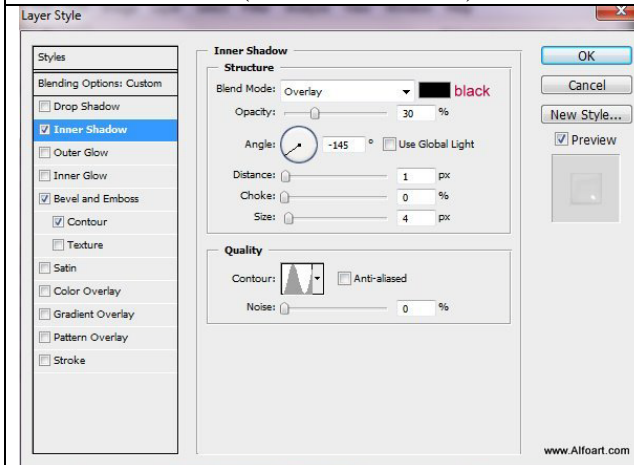 Layer Style
Styles
Blending Options: Custom
Drop Shadow
Inner Shadow
Outer Glow
Inner Glow
Bevel and Emboss
Contour
Texture
Satin
Color Overlay
Gradient Overlay
Pattern Overlay
Stroke
Inner Shadow
Structure
Blend Mode: Overlay black
Opacity: 30 %
Angle: -145 ° Use Global Light
Distance: 1 px
Choke: 0 %
Size: 4 px
Quality
Contour: Anti-aliased
Noise: 0 %
OK
Cancel
New Style...
Preview
www.Alfoart.com